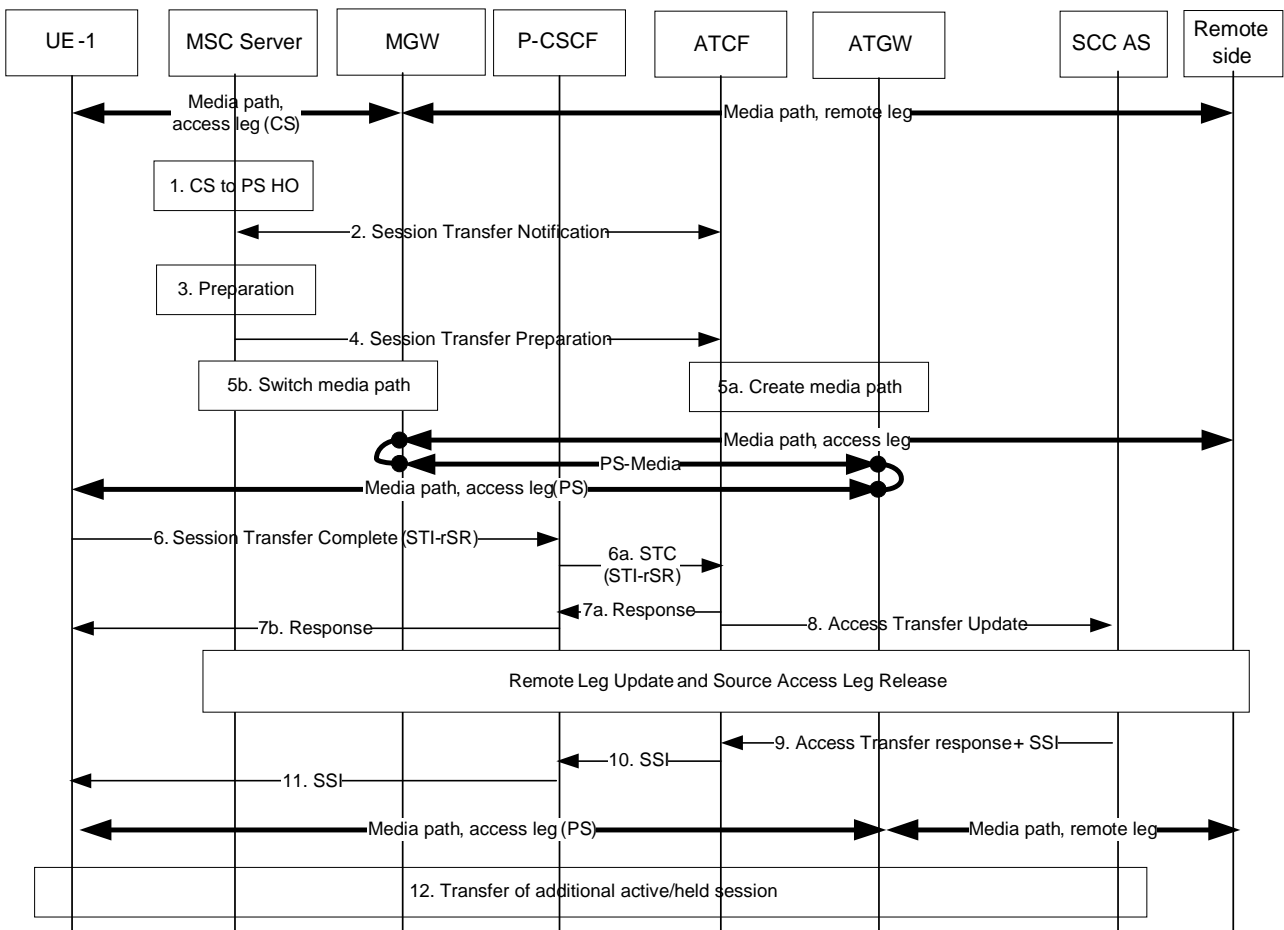 UE-1
MSC Server
MGW
P-CSCF
ATCF
ATGW
SCC AS
Remote
side
Media path,
access leg (CS)
Media path, remote leg
1. CS to PS HO
2. Session Transfer Notification
3. Preparation
4. Session Transfer Preparation
5b. Switch media path
5a. Create media path
Media path, access leg
PS-Media
Media path, access leg(PS)
6. Session Transfer Complete (STI-rSR)
6a. STC
(STI-rSR)
7a. Response
7b. Response
8. Access Transfer Update
Remote Leg Update and Source Access Leg Release
9. Access Transfer response + SSI
10. SSI
11. SSI
Media path, access leg (PS)
Media path, remote leg
12. Transfer of additional active/held session